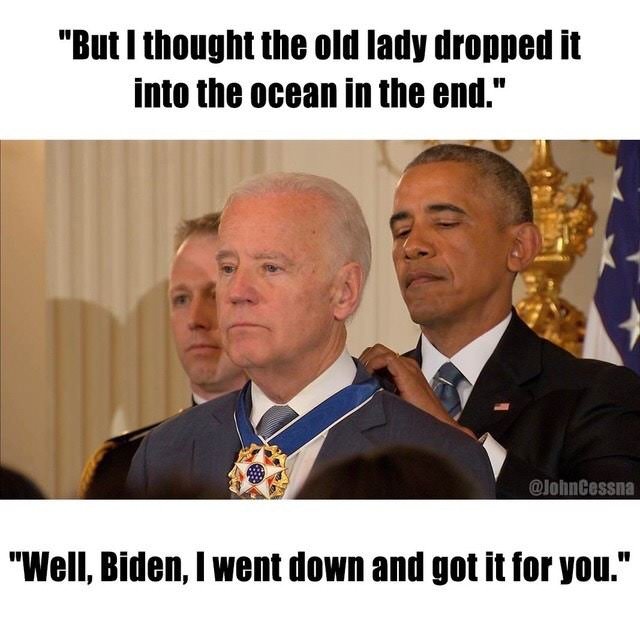 "But I thought the old lady dropped it
into the ocean in the end."
@JohnCessna
"Well, Biden, I went down and got it for you."